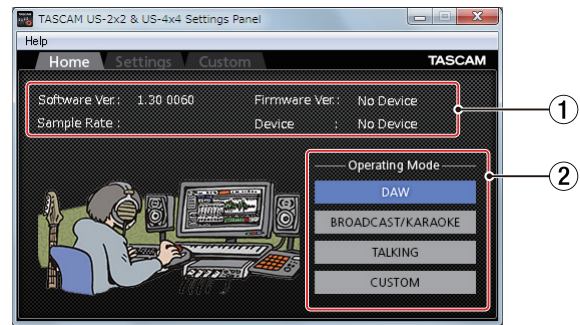 TASCAM US-2x2 & US-4x4 Settings Panel
Help
Home Settings Custom TASCAM
Software Ver.: 1.30 0060 Firmware Ver.: No Device
Sample Rate : Device : No Device
1
Operating Mode
2
DAW
BROADCAST/KARAOKE
TALKING
CUSTOM